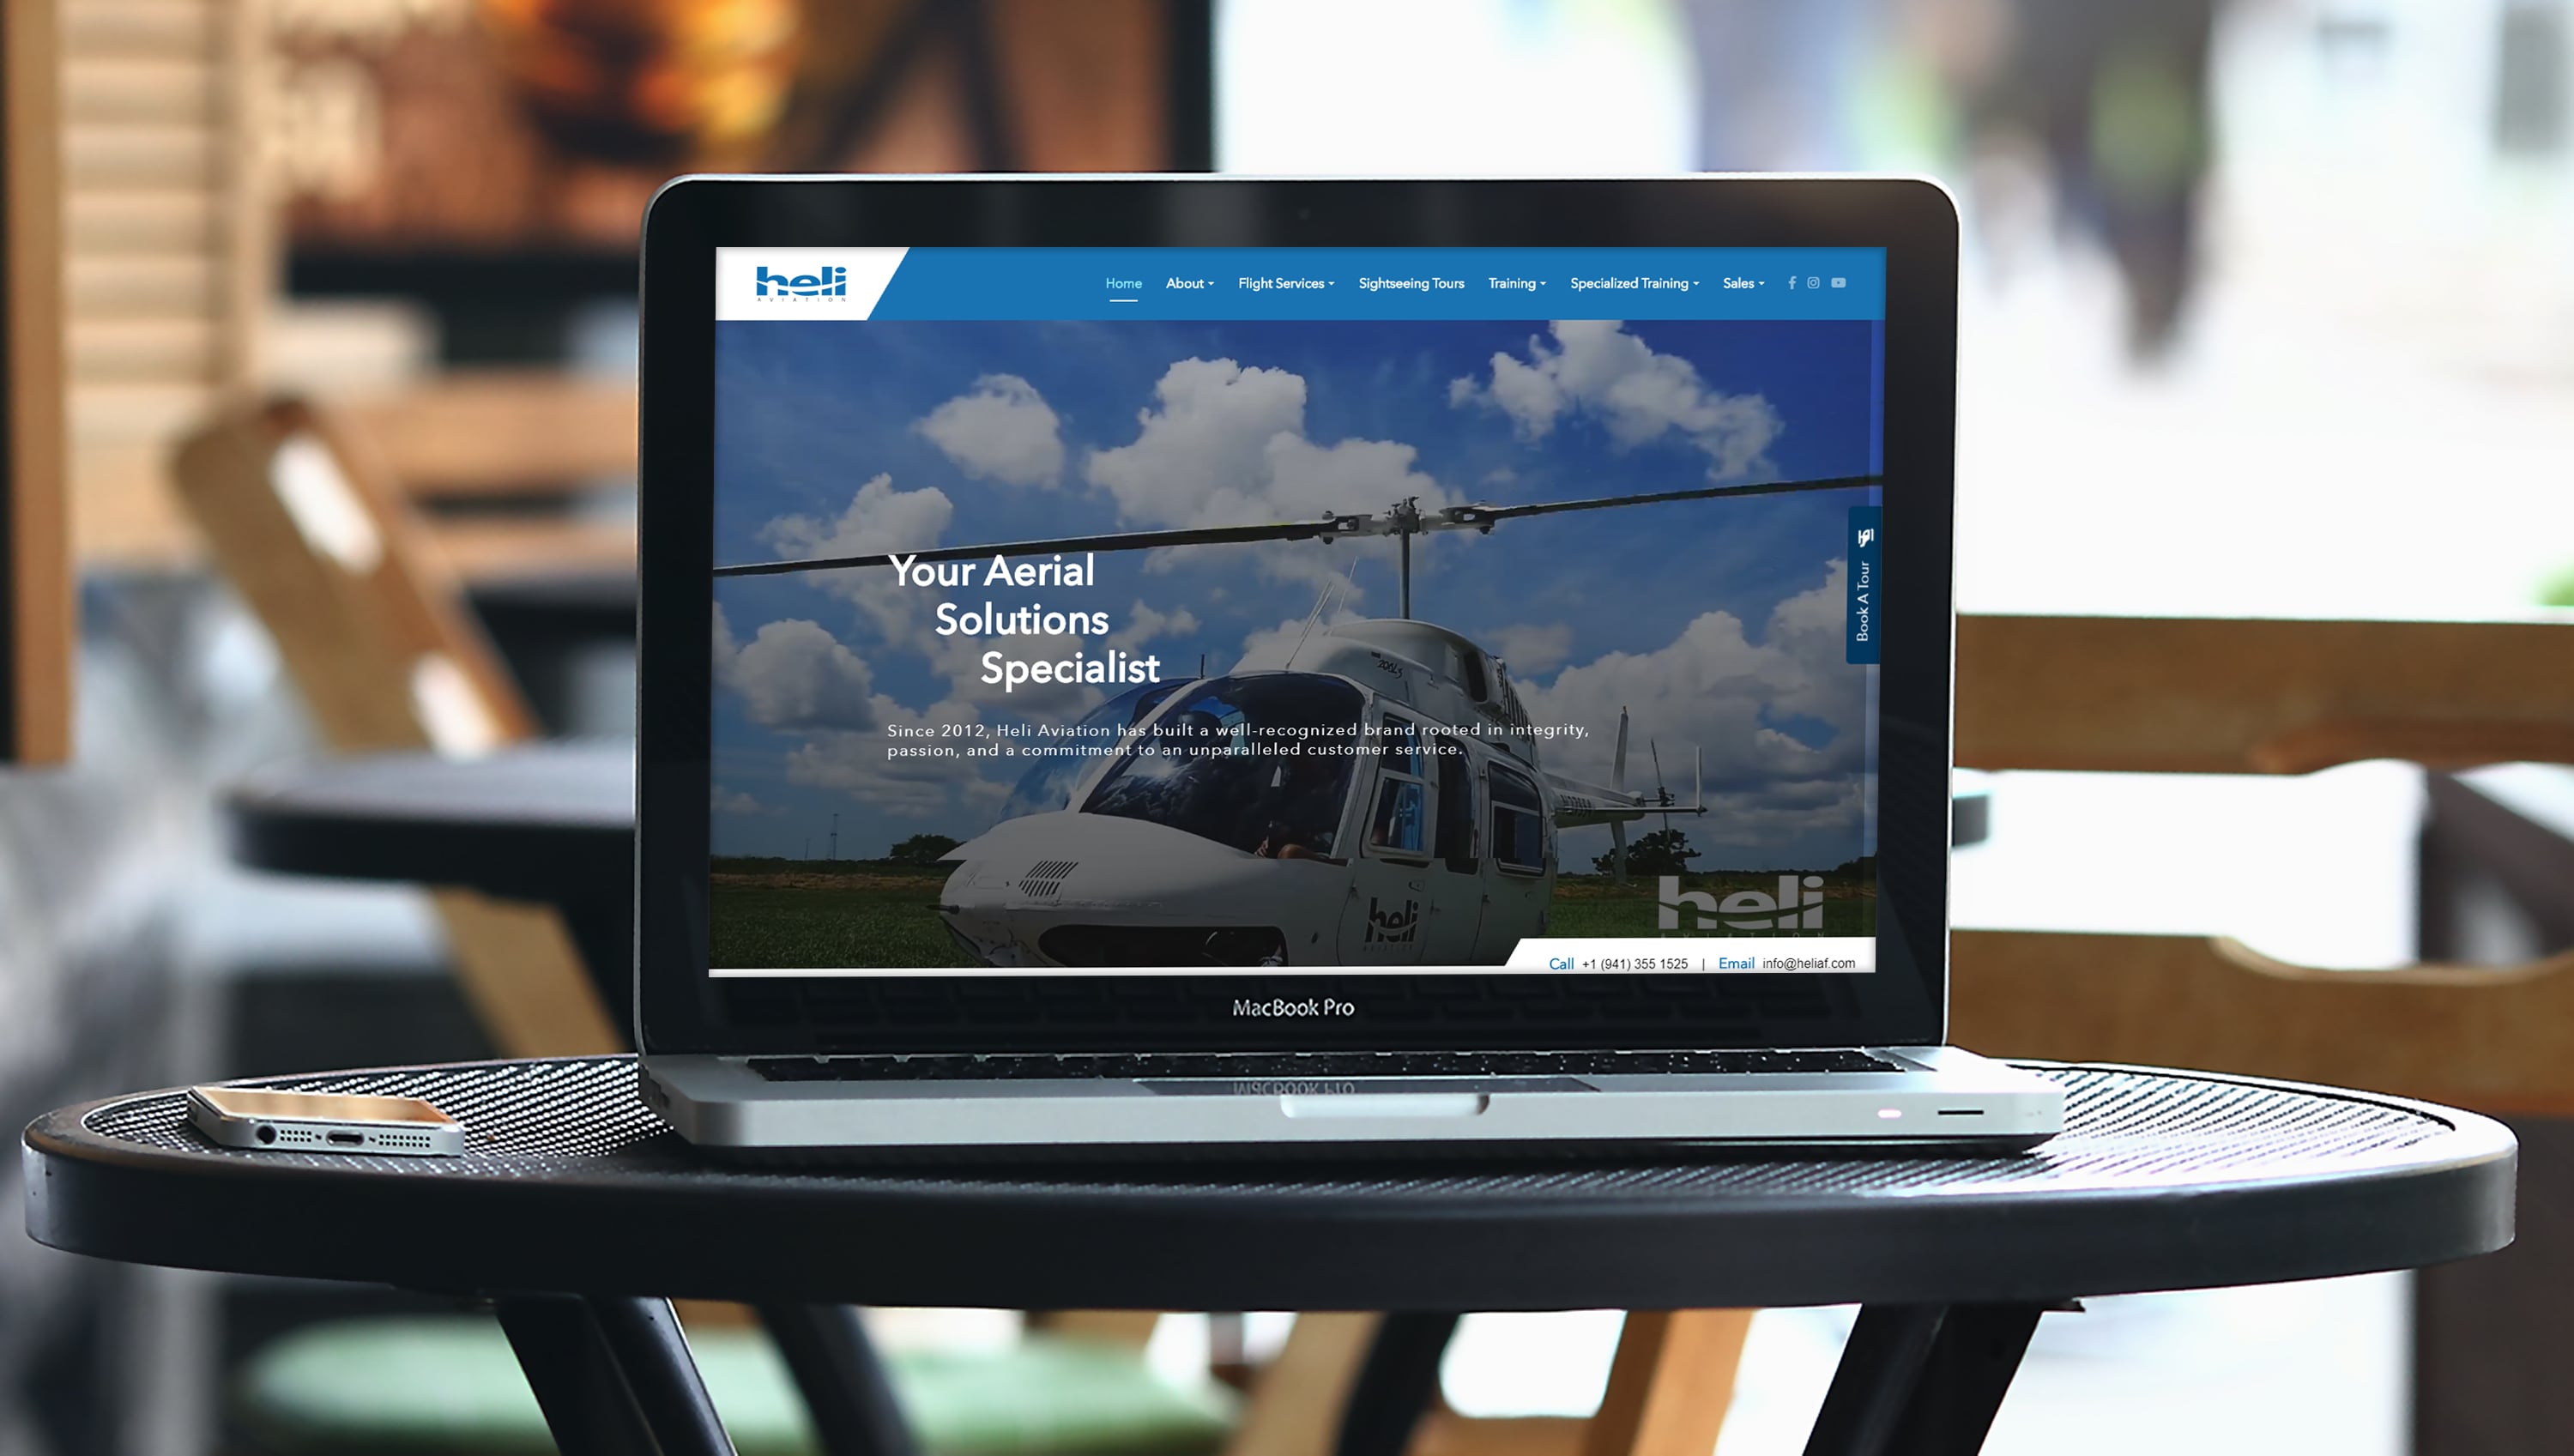 heli
AVIATION
Home About Flight Services Sightseeing Tours Training Specialized Training Sales
Your Aerial
Solutions
Specialist
Since 2012, Heli Aviation has built a well-recognized brand rooted in integrity,
passion, and a commitment to an unparalleled customer service.
Book A Tour
heli
heli
AVIATION
Call +1 (941) 355 1525 | Email info@heliaf.com
MacBook Pro